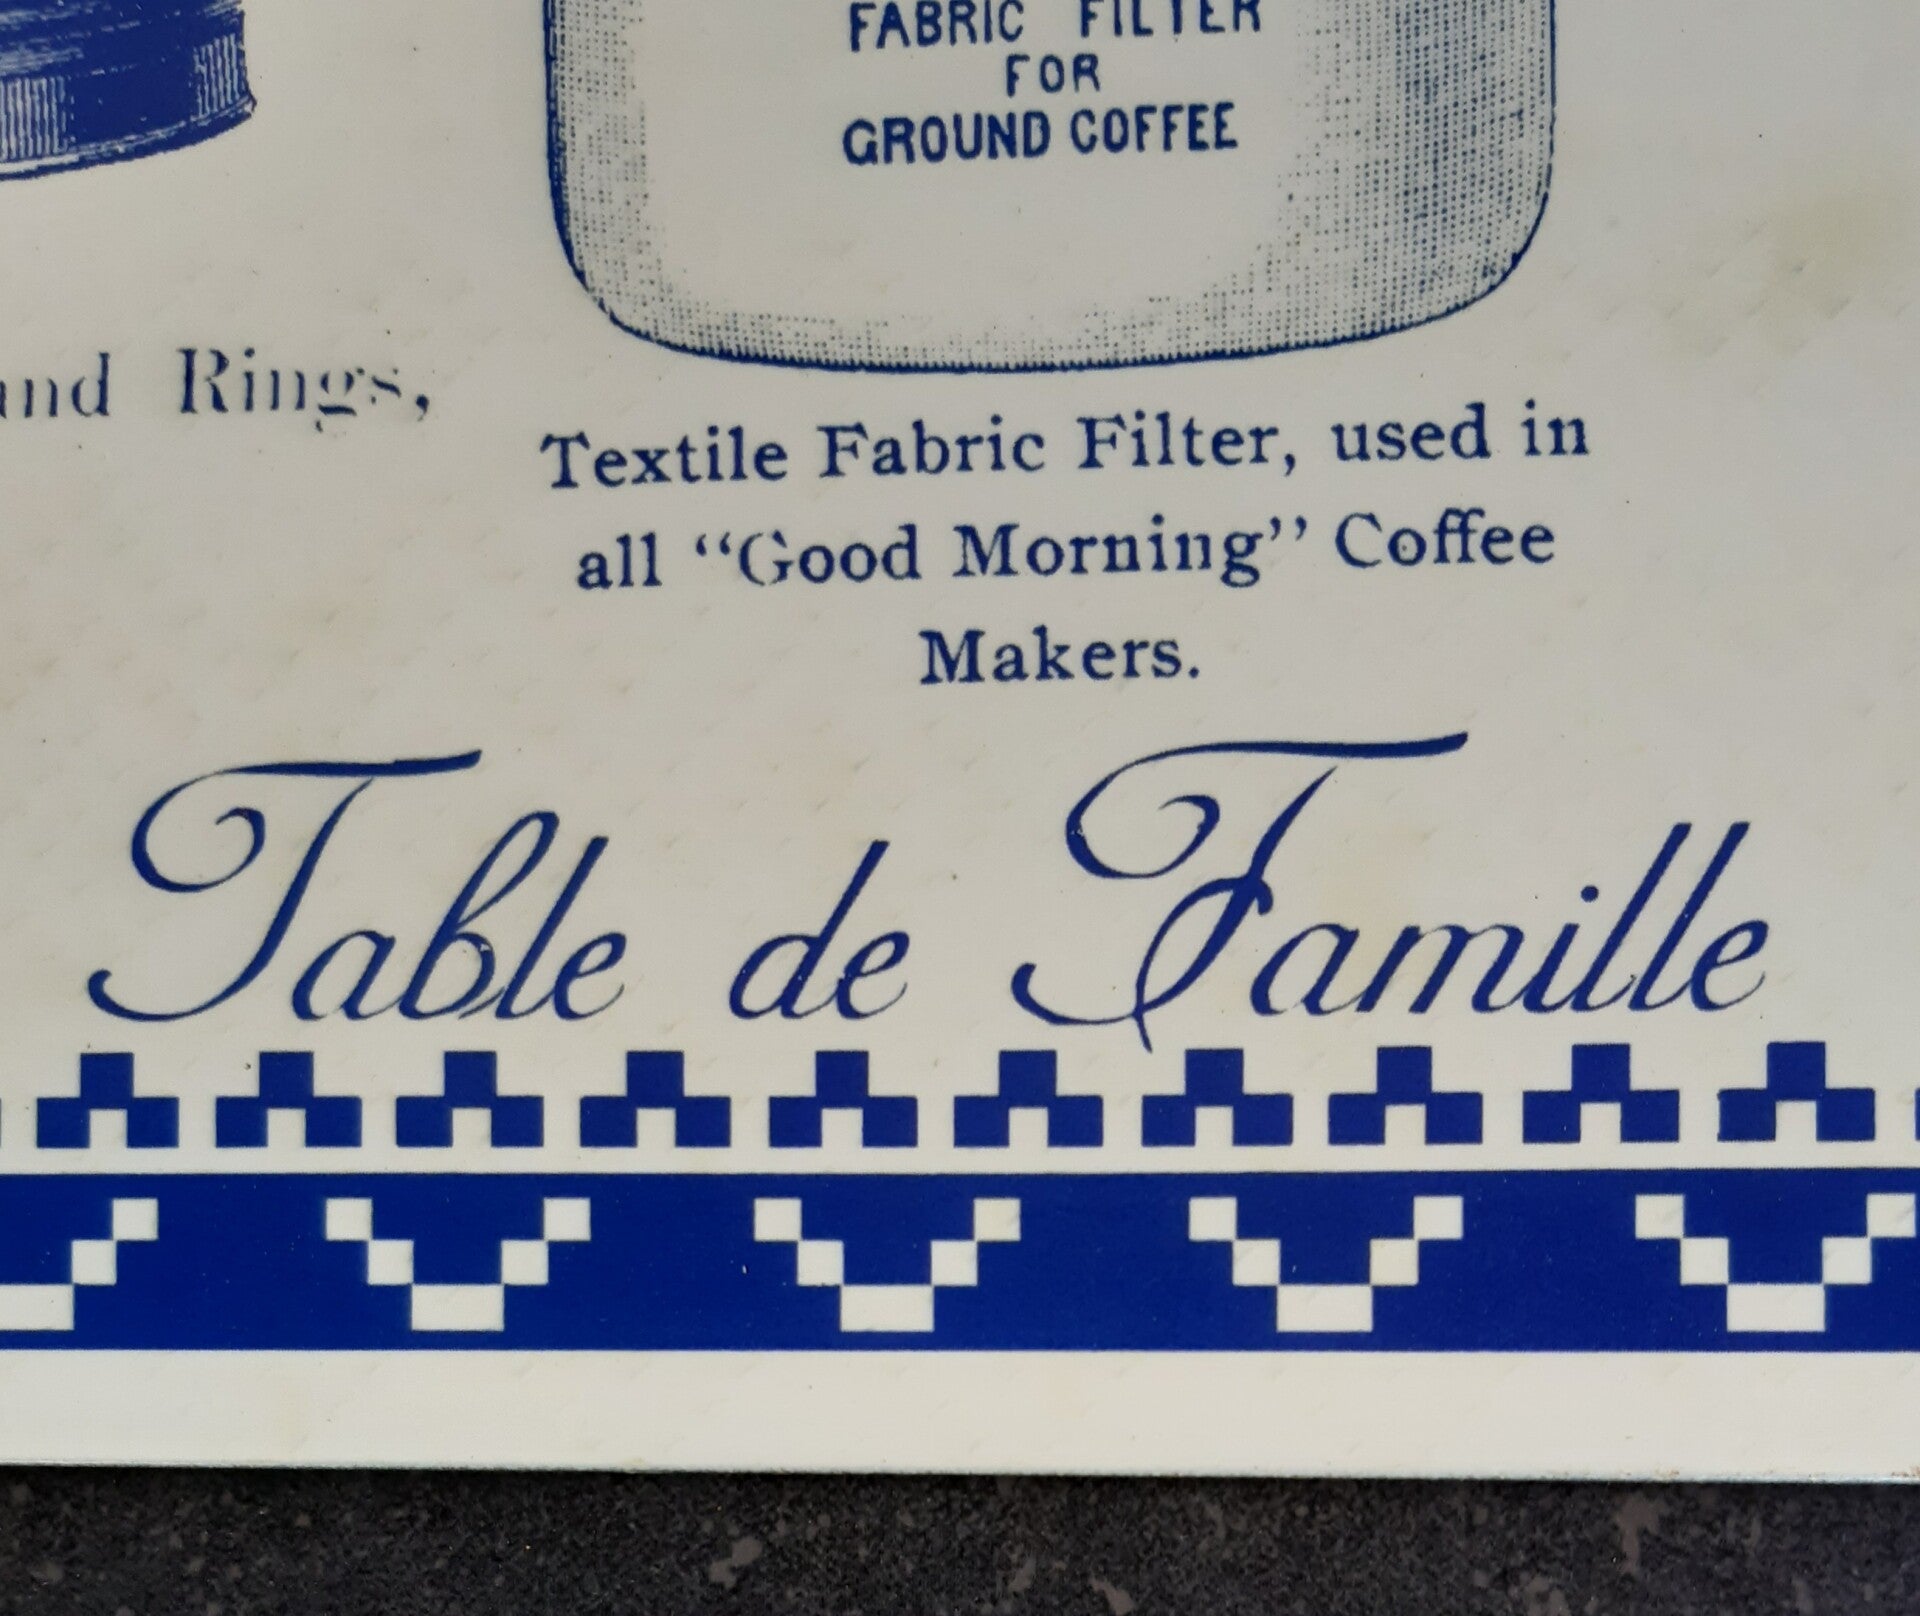 FABRIC FILTER
FOR
GROUND COFFEE
Rings,
Textile Fabric Filter, used in
all “Good Morning” Coffee
Makers.
Table de Famille